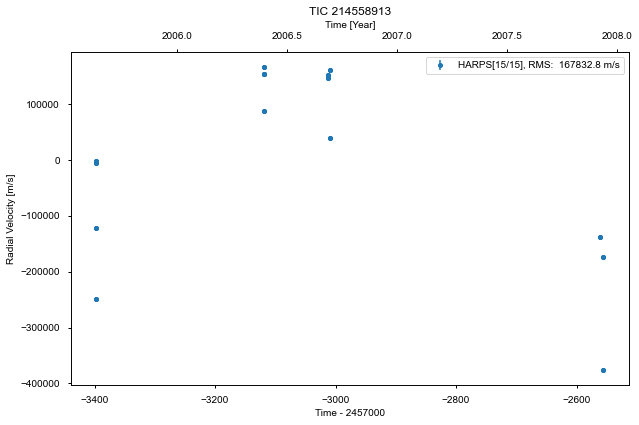 TIC 214558913
Time [Year]
2006.0 2006.5 2007.0 2007.5 2008.0
HARPS[15/15], RMS: 167832.8 m/s
Radial Velocity [m/s]
100000
0
−100000
−200000
−300000
−400000
−3400 −3200 −3000 −2800 −2600
Time - 2457000